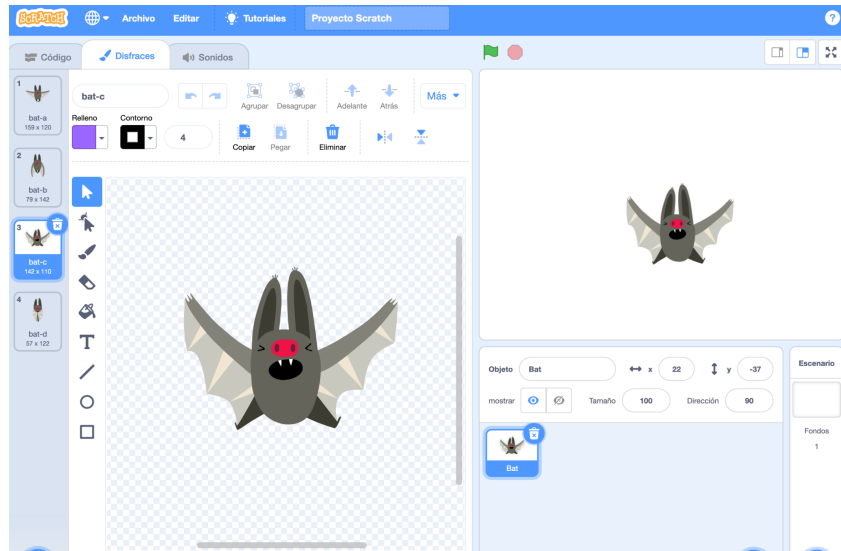 SCRATCH Archivo Editar Tutoriales Proyecto Scratch ?
Código Disfraces Sonidos
1
bat-a
159 x 120
2
bat-b
79 x 142
3
bat-c
142 x 110
4
bat-d
57 x 122
bat-c Agrupar Desagrupar Adelante Atrás Más
Relleno Contorno
4 Copiar Pegar Eliminar
T
Objeto Bat x 22 y -37
mostrar Tamaño 100 Dirección 90
Bat
Escenario
Fondos
1